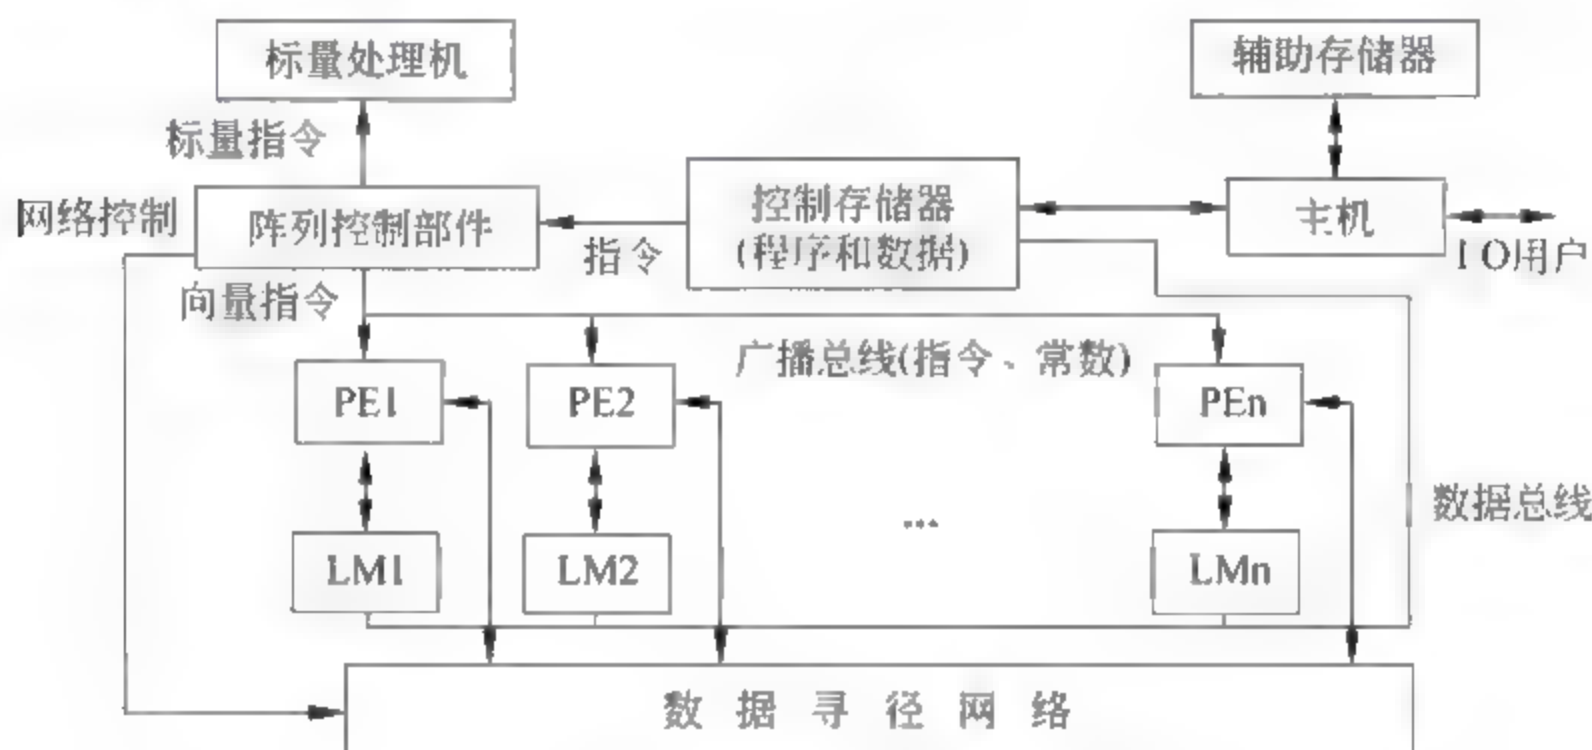 标量处理机
辅助存储器
标量指令
网络控制
阵列控制部件
指令
控制存储器
(程序和数据)
主机
I O用户
向量指令
广播总线(指令、常数)
PE1
PE2
PEn
数据总线
...
LM1
LM2
LMn
数据寻径网络